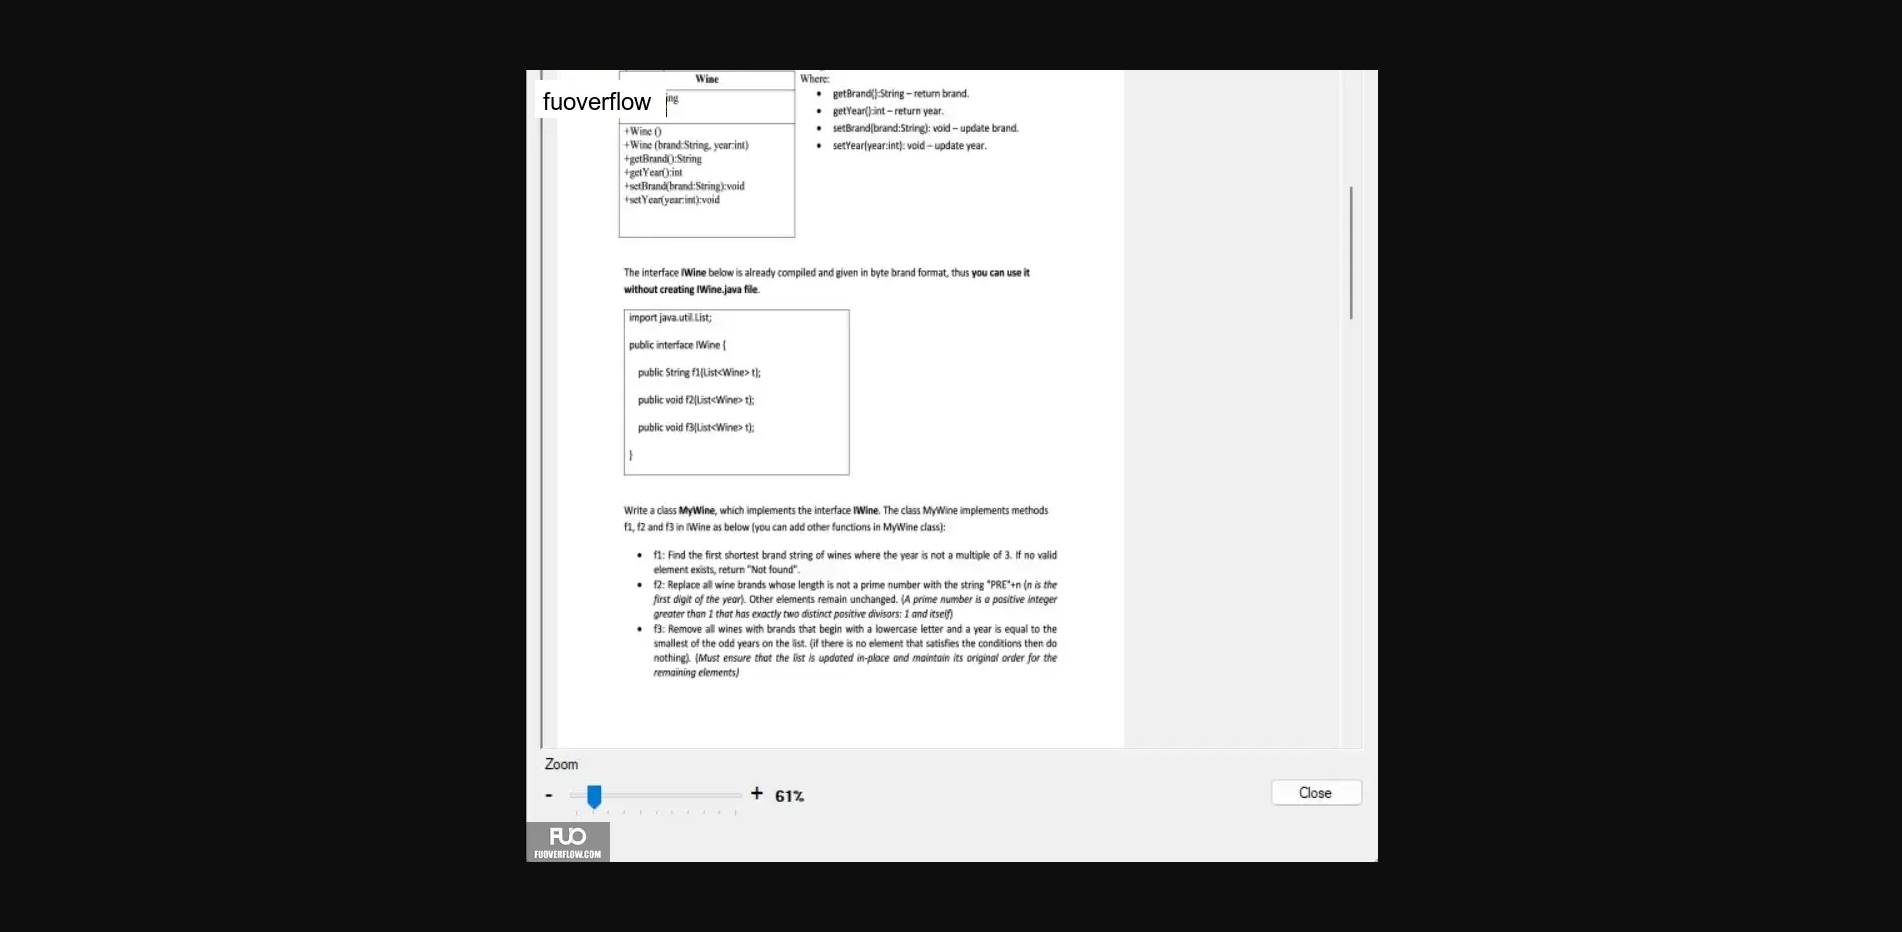 Wine
Where:
fuoverflow
ing
+Wine ()
+Wine (brand:String, year:int)
+getBrand():String
+getYear():int
+setBrand(brand:String):void
+setYear(year:int):void
• getBrand():String – return brand.
• getYear():int – return year.
• setBrand(brand:String): void – update brand.
• setYear(year:int): void – update year.
The interface IWine below is already compiled and given in byte brand format, thus you can use it
without creating IWine.java file.
import java.util.List;
public interface IWine {
public String f1(List<Wine> t);
public void f2(List<Wine> t);
public void f3(List<Wine> t);
}
Write a class MyWine, which implements the interface IWine. The class MyWine implements methods
f1, f2 and f3 in IWine as below (you can add other functions in MyWine class):
• f1: Find the first shortest brand string of wines where the year is not a multiple of 3. If no valid
element exists, return "Not found".
• f2: Replace all wine brands whose length is not a prime number with the string "PRE"+n (n is the
first digit of the year). Other elements remain unchanged. (A prime number is a positive integer
greater than 1 that has exactly two distinct positive divisors: 1 and itself)
• f3: Remove all wines with brands that begin with a lowercase letter and a year is equal to the
smallest of the odd years on the list. (if there is no element that satisfies the conditions then do
nothing). (Must ensure that the list is updated in-place and maintain its original order for the
remaining elements)
Zoom
- + 61%
Close
FUO
FUOVERFLOW.COM